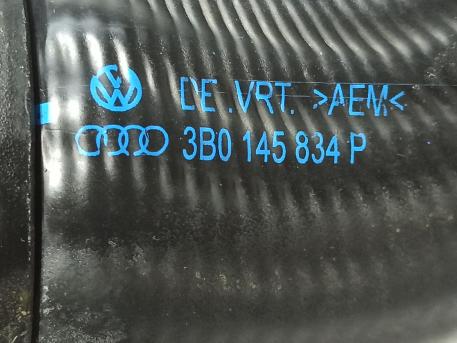 DE .VRT. >AEM<
3B0 145 834 P